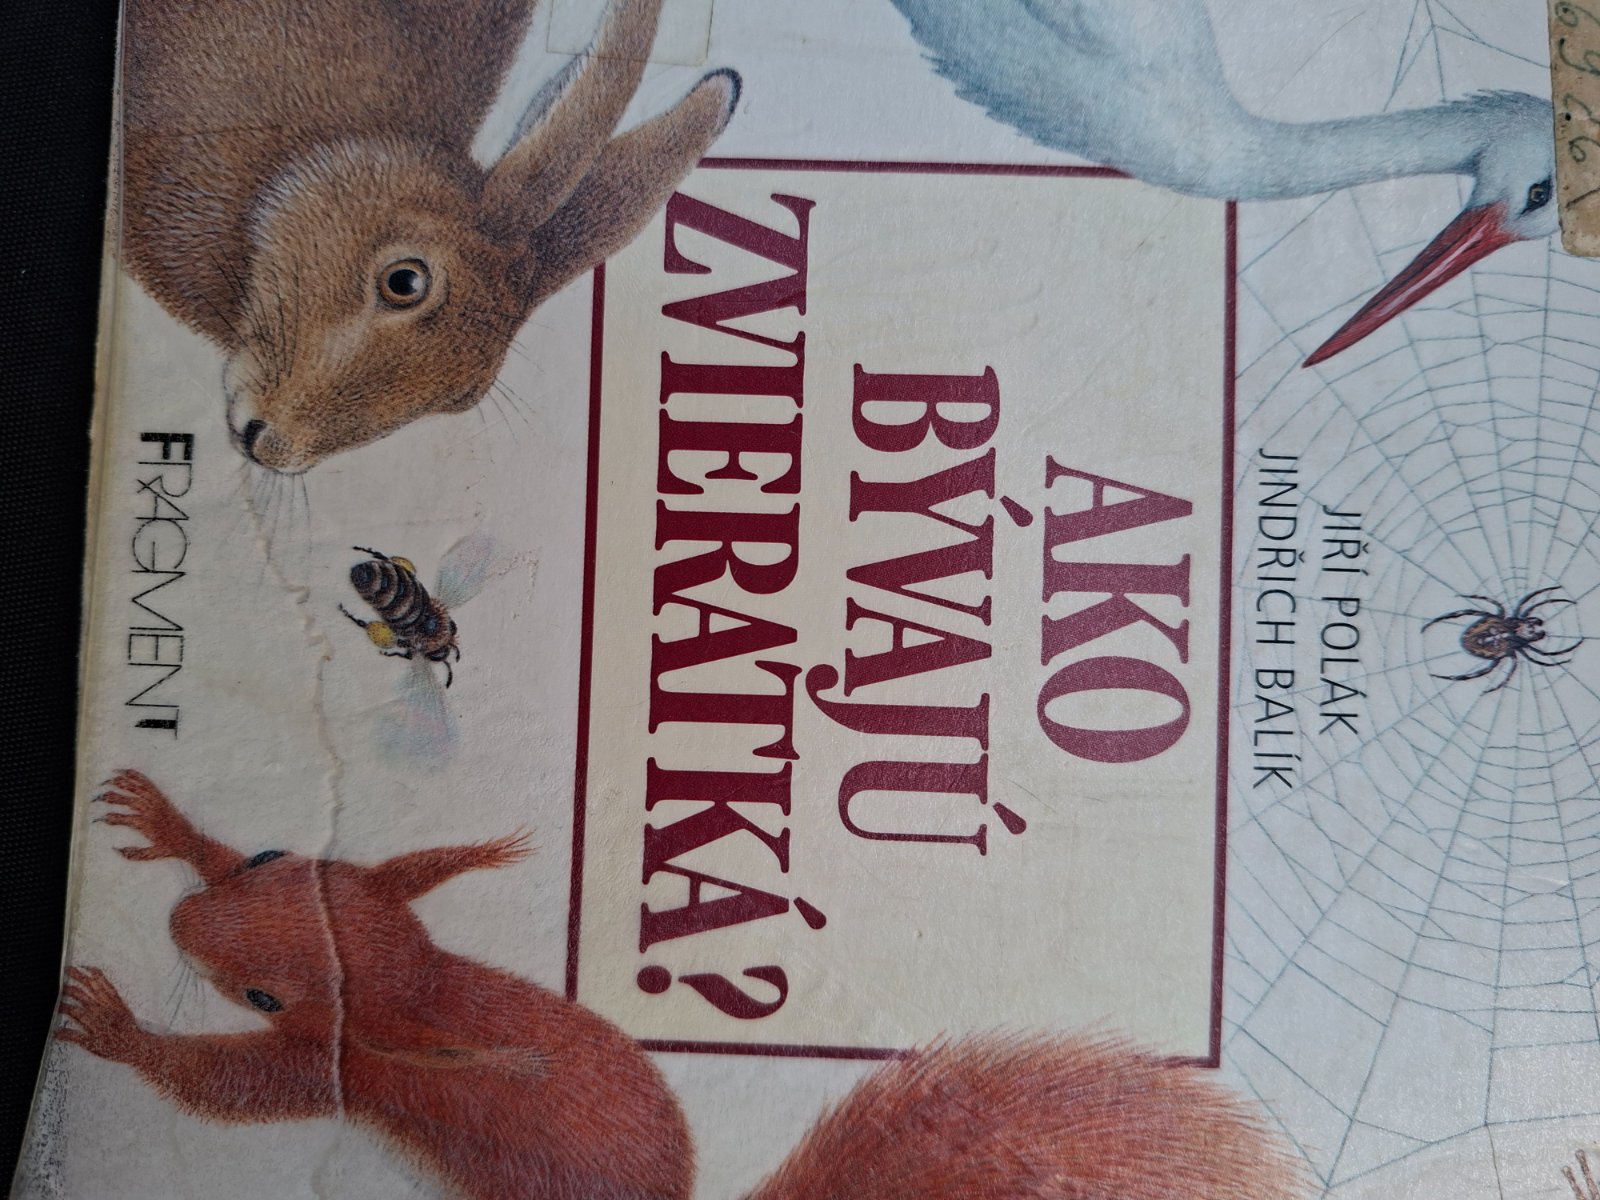 JIŘÍ POLÁK
JINDŘICH BALÍK
AKO
BÝVAJÚ
ZVIERATKÁ?
FRAGMENT